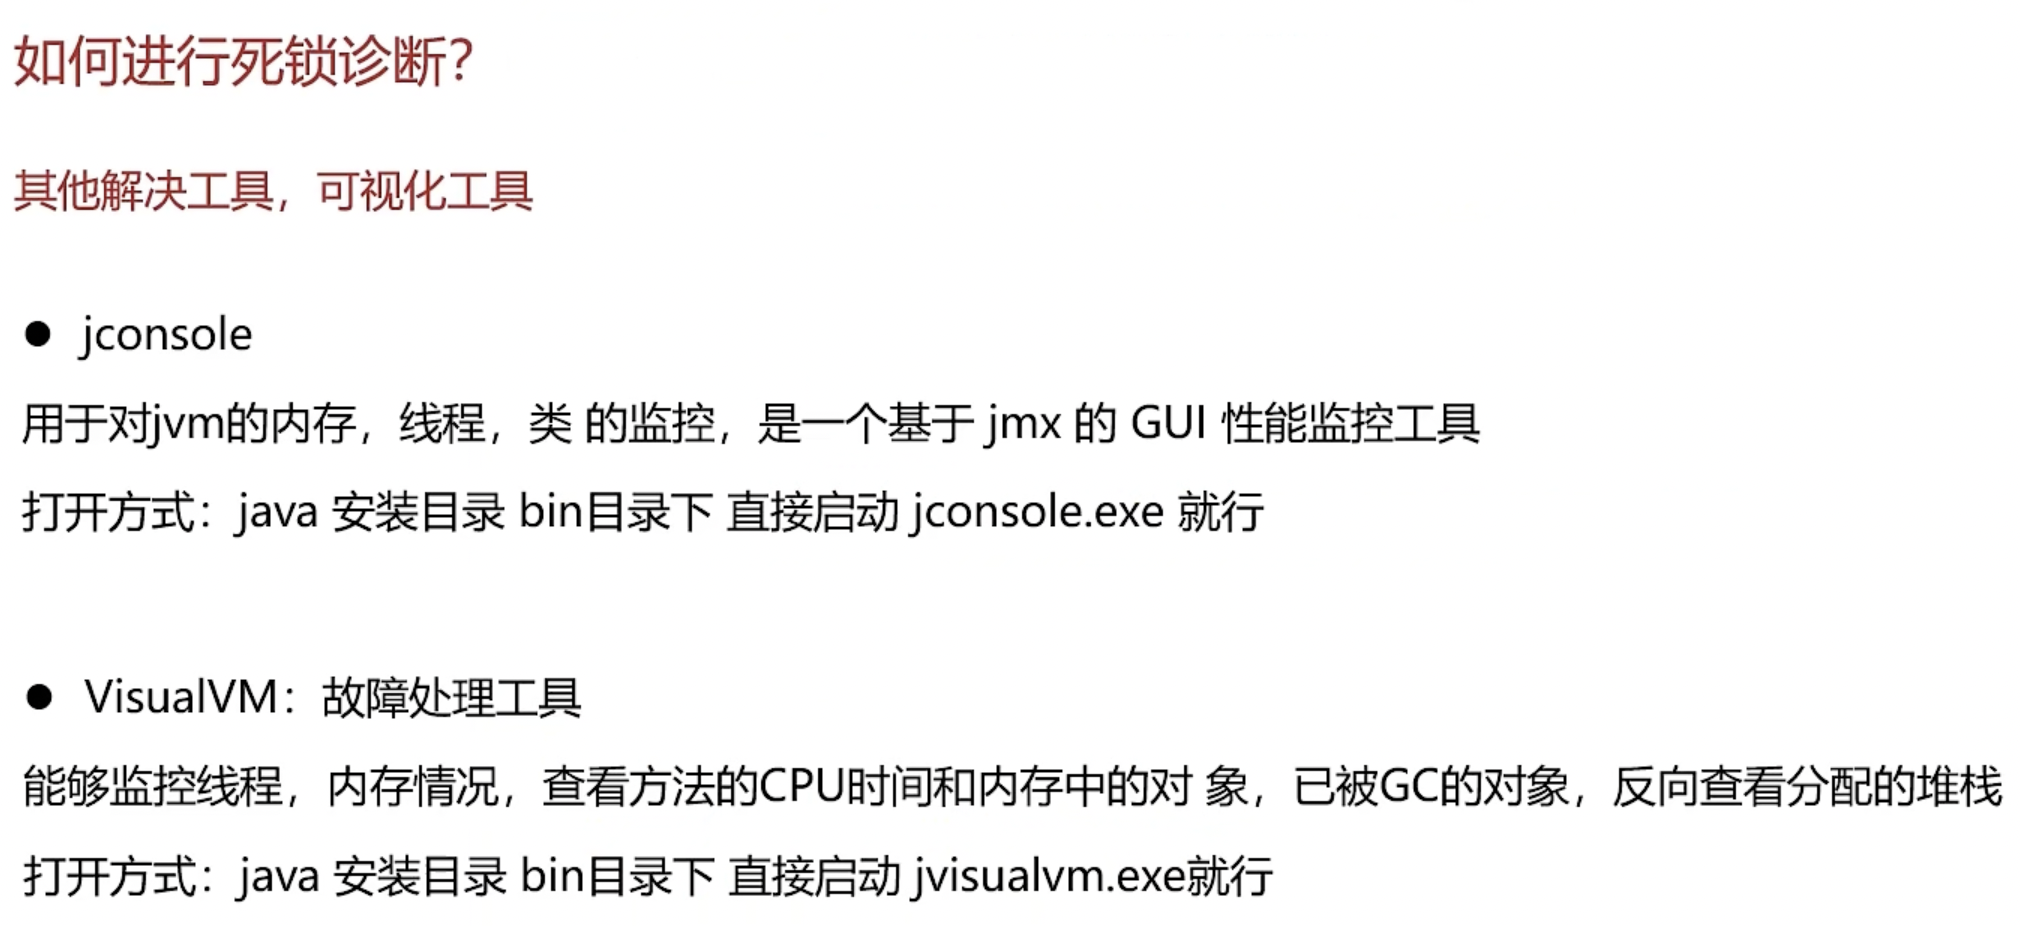 如何进行死锁诊断？
其他解决工具，可视化工具
● jconsole
用于对jvm的内存，线程，类 的监控，是一个基于 jmx 的 GUI 性能监控工具
打开方式：java 安装目录 bin目录下 直接启动 jconsole.exe 就行
● VisualVM：故障处理工具
能够监控线程，内存情况，查看方法的CPU时间和内存中的对 象，已被GC的对象，反向查看分配的堆栈
打开方式：java 安装目录 bin目录下 直接启动 jvisualvm.exe就行